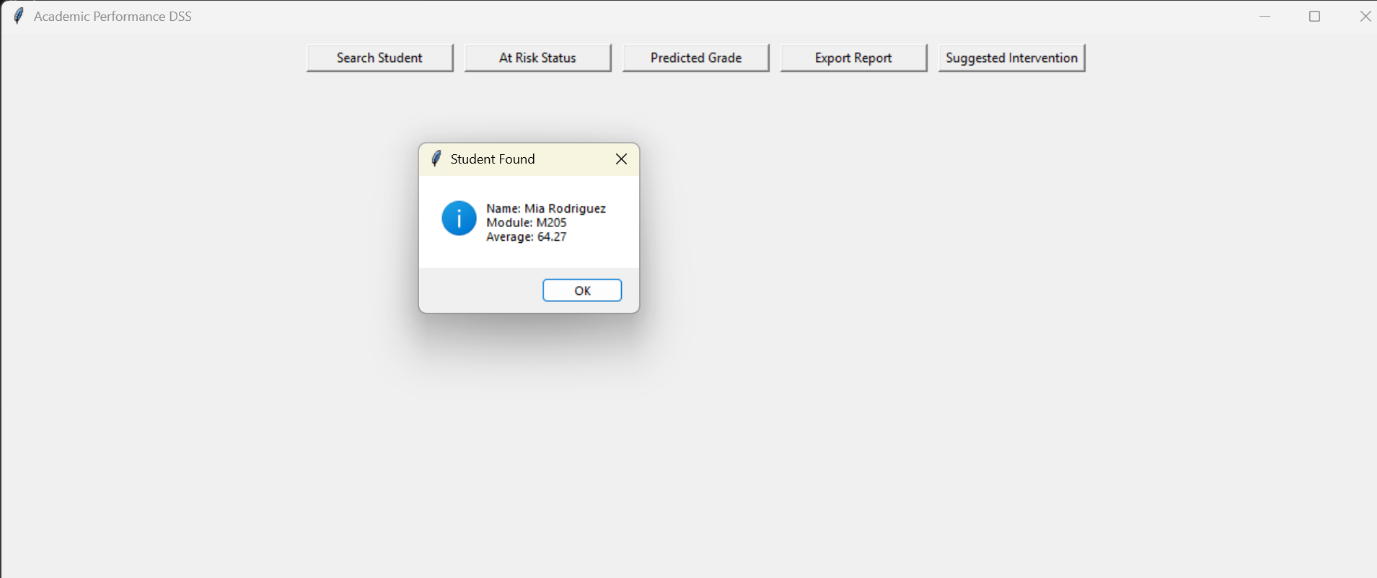 Academic Performance DSS
Search Student
At Risk Status
Predicted Grade
Export Report
Suggested Intervention
Student Found
Name: Mia Rodriguez
Module: M205
Average: 64.27
OK